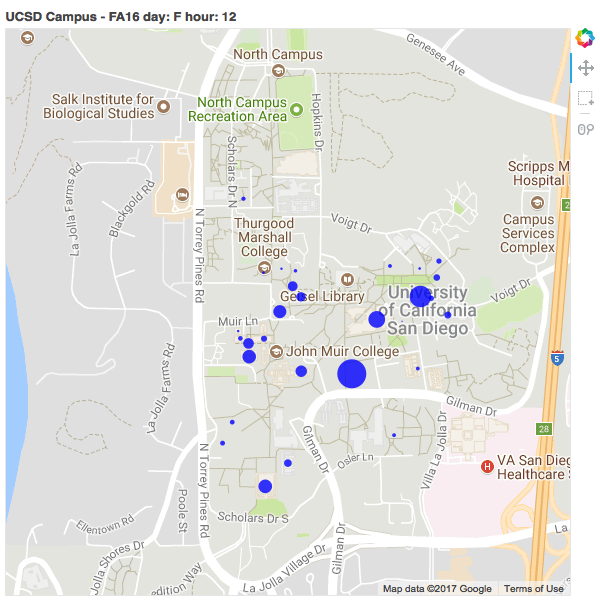 UCSD Campus - FA16 day: F hour: 12
Genesee Ave
North Campus
Salk Institute for
Biological Studies
North Campus
Recreation Area
Hopkins Dr
Scholars Dr N
La Jolla Farms Rd
Blackgold Rd
Scripps M
Hospital
2
Campus
Services
Complex
N Torrey Pines Rd
Thurgood
Marshall
College
Voigt Dr
Geisel Library
University
of California
San Diego
Voigt Dr
Muir Ln
John Muir College
5
La Jolla Farms Rd
Gilman Dr
28
N Torrey Pines Rd
Gilman Dr
Osler Ln
Villa La Jolla Dr
H
VA San Dieg
Healthcare S
Poole St
Ellentown Rd
Scholars Dr S
La Jolla Shores Dr
Gilman Dr
La
La Jolla Village Dr
edition Way
Map data ©2017 Google
Terms of Use